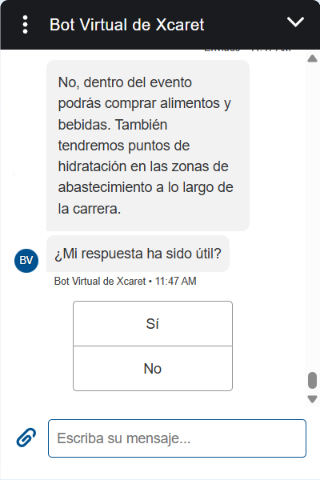 Bot Virtual de Xcaret
No, dentro del evento
podrás comprar alimentos y
bebidas. También
tendremos puntos de
hidratación en las zonas de
abastecimiento a lo largo de
la carrera.
¿Mi respuesta ha sido útil?
BV
Bot Virtual de Xcaret • 11:47 AM
Sí
No
Escriba su mensaje...